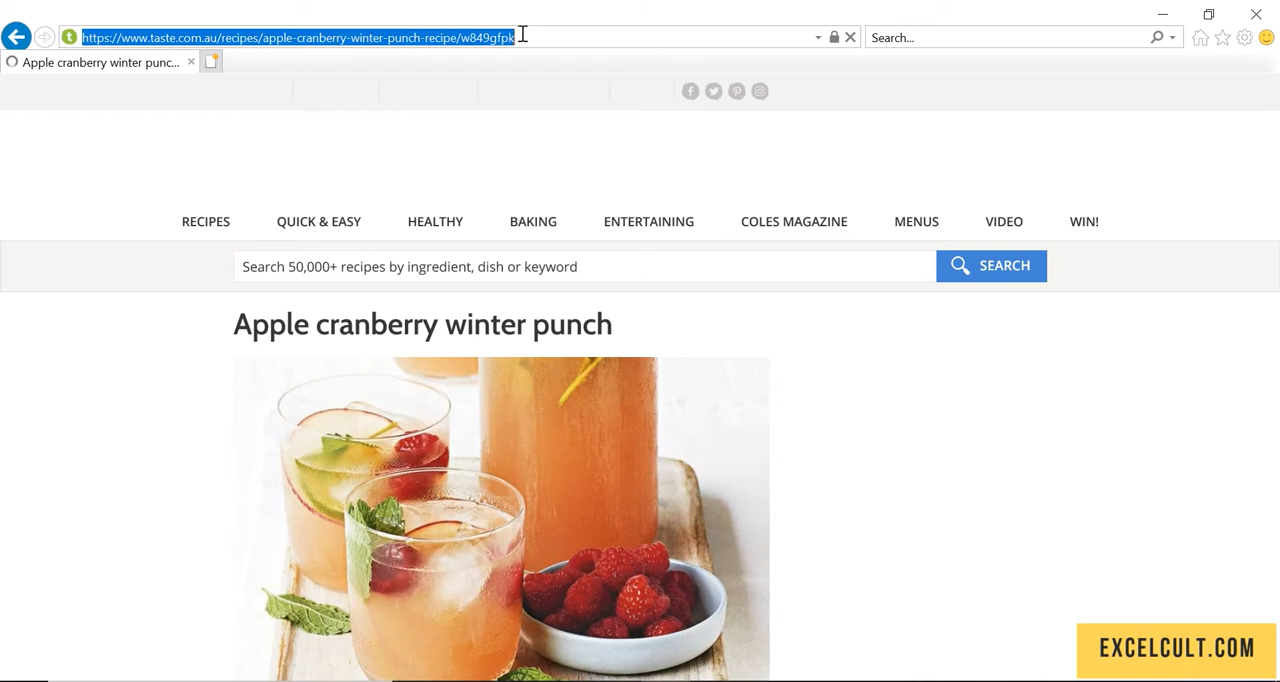 https://www.taste.com.au/recipes/apple-cranberry-winter-punch-recipe/w849gfpk
Search...
Apple cranberry winter punc...
RECIPES QUICK & EASY HEALTHY BAKING ENTERTAINING COLES MAGAZINE MENUS VIDEO WIN!
Search 50,000+ recipes by ingredient, dish or keyword
SEARCH
Apple cranberry winter punch
EXCELCULT.COM